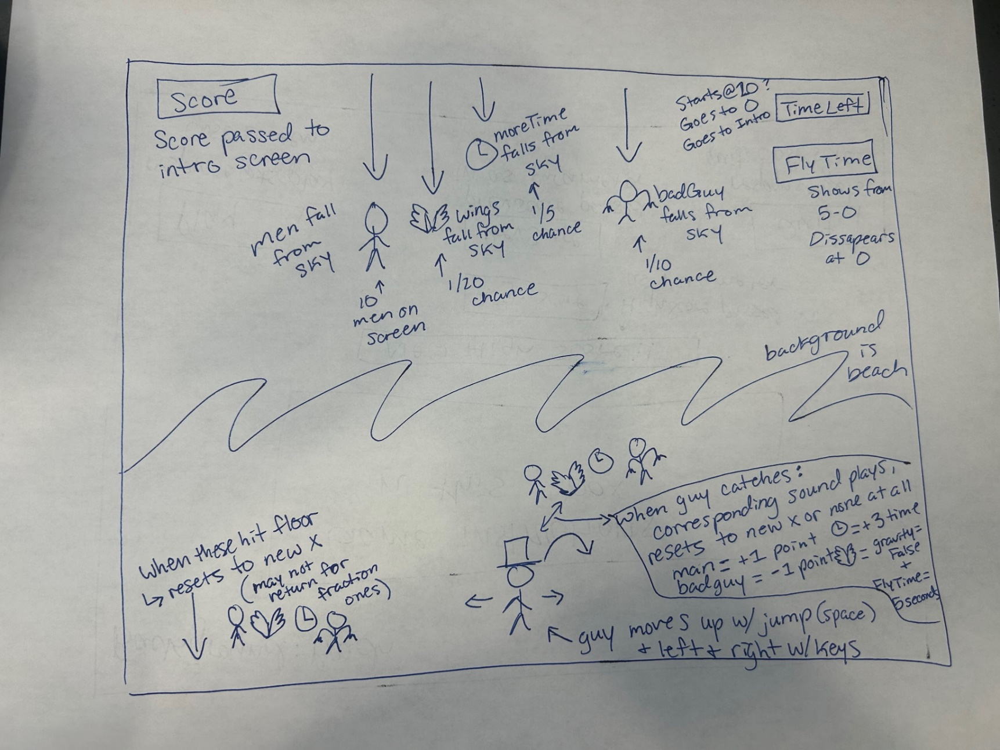 Score
Score passed to
intro screen
men fall
from
sky
10
men on
screen
wings
fall from
sky
1/20
chance
moreTime
falls from
sky
1/5
chance
badGuy
falls from
sky
1/10
chance
Starts@10?
Goes to 0
Goes to Intro
Time Left
Fly Time
Shows from
5-0
Dissapears
at 0
background
is
beach
when guy catches:
corresponding sound plays,
resets to new x or none at all
man = +1 point = +3 time
badguy = -1 point = gravity =
False
+
FlyTime =
5 seconds
when these hit floor
↳ resets to new x
(may not
return for
fraction
ones)
guy moves up w/ jump (space)
+ left + right w/ keys